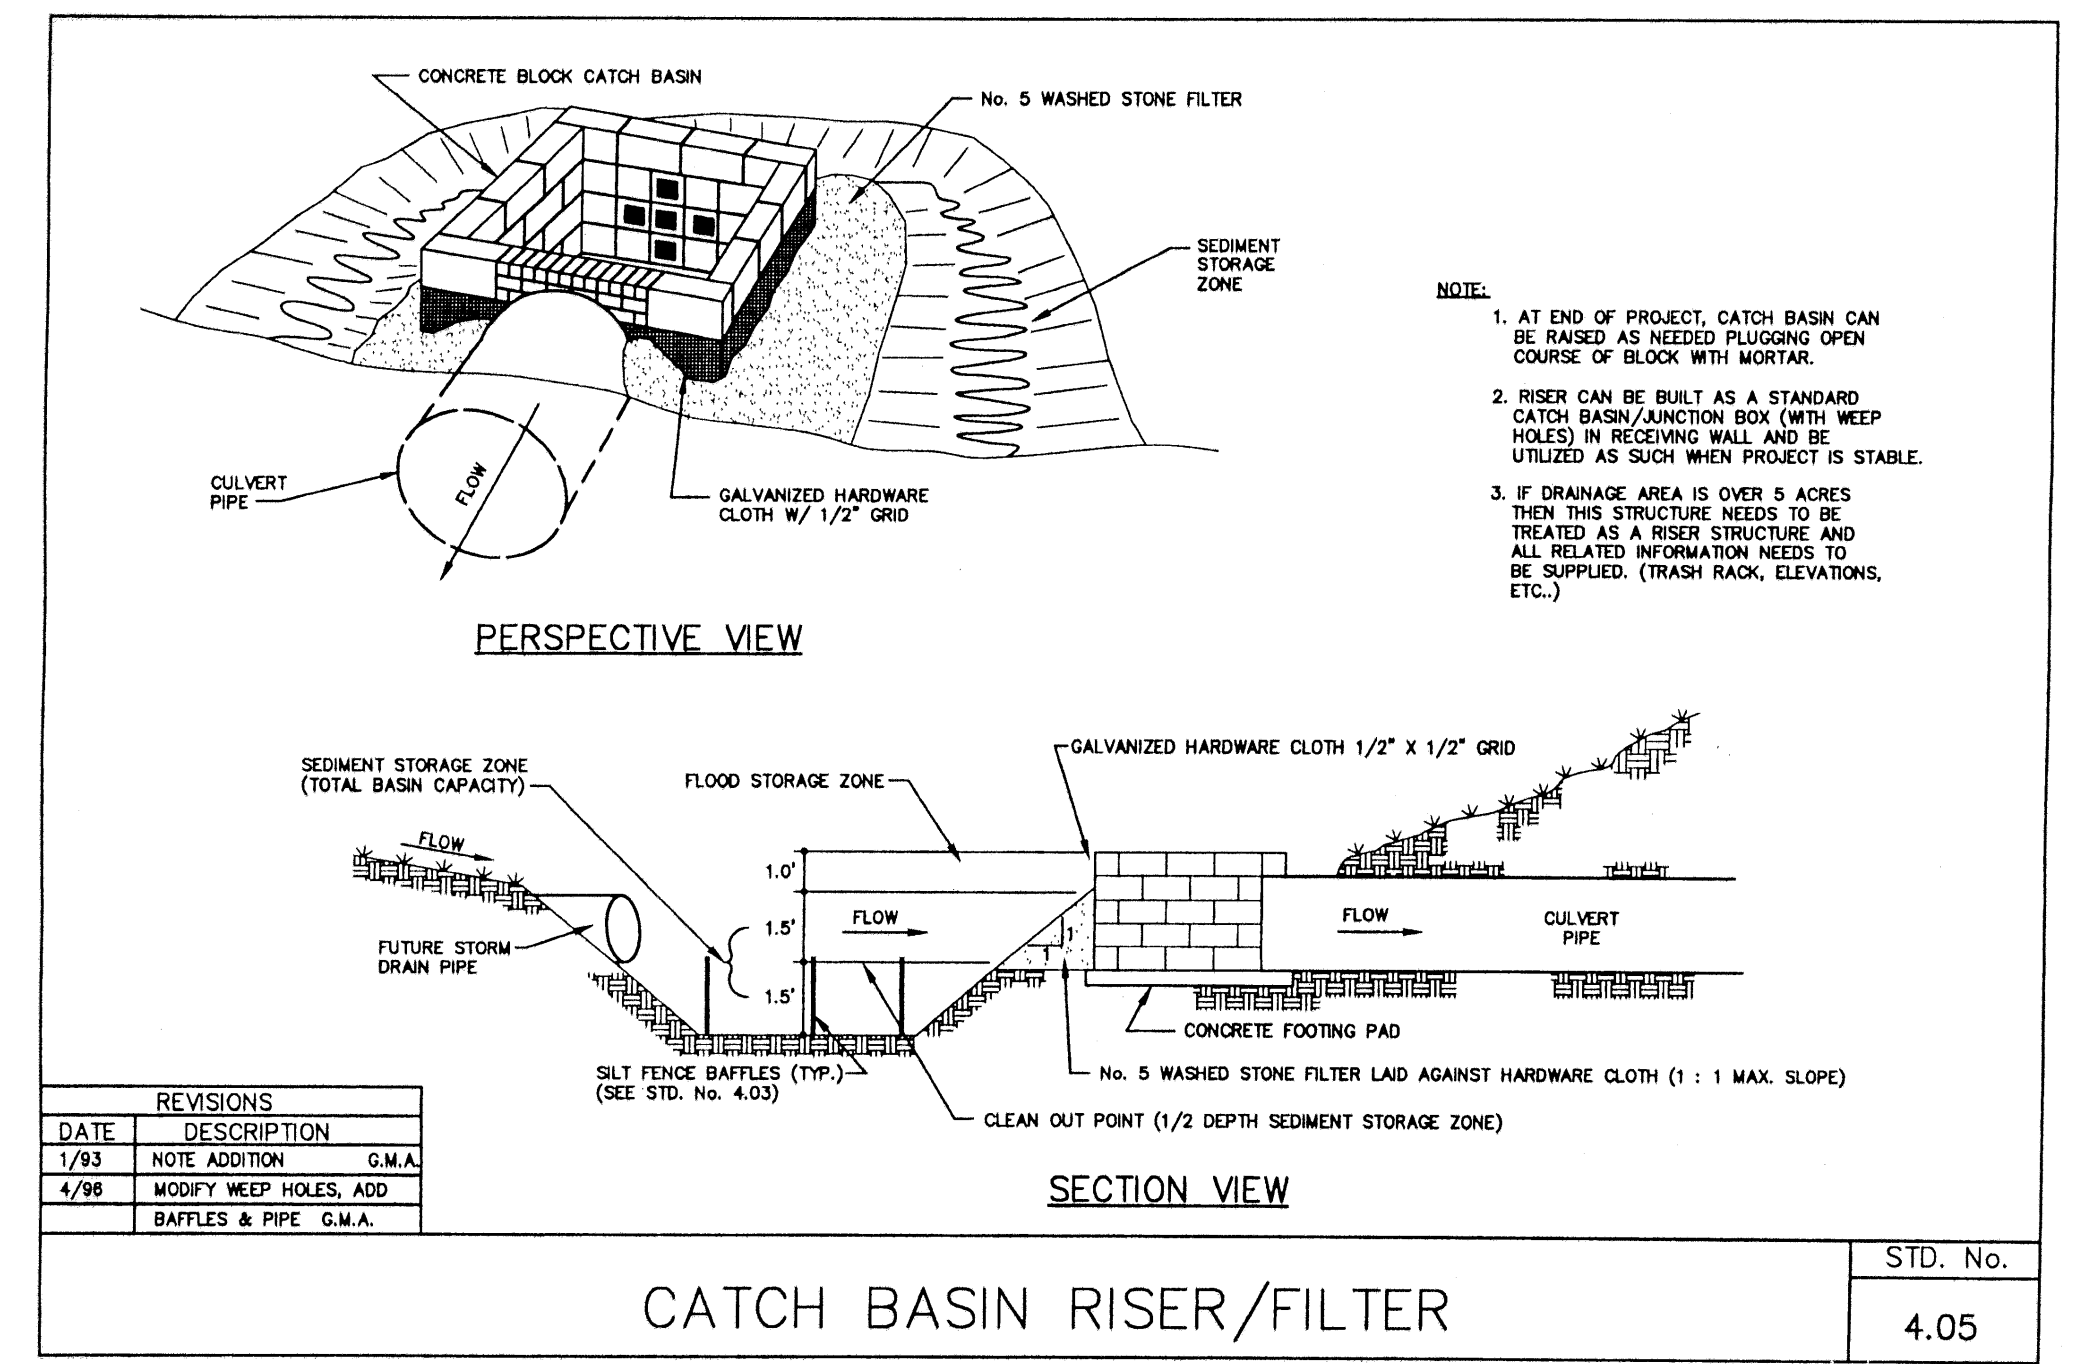 CONCRETE BLOCK CATCH BASIN
No. 5 WASHED STONE FILTER
SEDIMENT
STORAGE
ZONE
CULVERT
PIPE
FLOW
GALVANIZED HARDWARE
CLOTH W/ 1/2" GRID
PERSPECTIVE VIEW
NOTE:
1. AT END OF PROJECT, CATCH BASIN CAN
BE RAISED AS NEEDED PLUGGING OPEN
COURSE OF BLOCK WITH MORTAR.
2. RISER CAN BE BUILT AS A STANDARD
CATCH BASIN/JUNCTION BOX (WITH WEEP
HOLES) IN RECEIVING WALL AND BE
UTILIZED AS SUCH WHEN PROJECT IS STABLE.
3. IF DRAINAGE AREA IS OVER 5 ACRES
THEN THIS STRUCTURE NEEDS TO BE
TREATED AS A RISER STRUCTURE AND
ALL RELATED INFORMATION NEEDS TO
BE SUPPLIED. (TRASH RACK, ELEVATIONS,
ETC..)
SEDIMENT STORAGE ZONE
(TOTAL BASIN CAPACITY)
FLOOD STORAGE ZONE
GALVANIZED HARDWARE CLOTH 1/2" X 1/2" GRID
FLOW
1.0'
1.5'
1.5'
FLOW
FUTURE STORM
DRAIN PIPE
1
1
FLOW
CULVERT
PIPE
CONCRETE FOOTING PAD
SILT FENCE BAFFLES (TYP.)
(SEE STD. No. 4.03)
No. 5 WASHED STONE FILTER LAID AGAINST HARDWARE CLOTH (1 : 1 MAX. SLOPE)
CLEAN OUT POINT (1/2 DEPTH SEDIMENT STORAGE ZONE)
SECTION VIEW
REVISIONS
DATE DESCRIPTION
1/93 NOTE ADDITION G.M.A.
4/96 MODIFY WEEP HOLES, ADD
BAFFLES & PIPE G.M.A.
CATCH BASIN RISER/FILTER
STD. No.
4.05